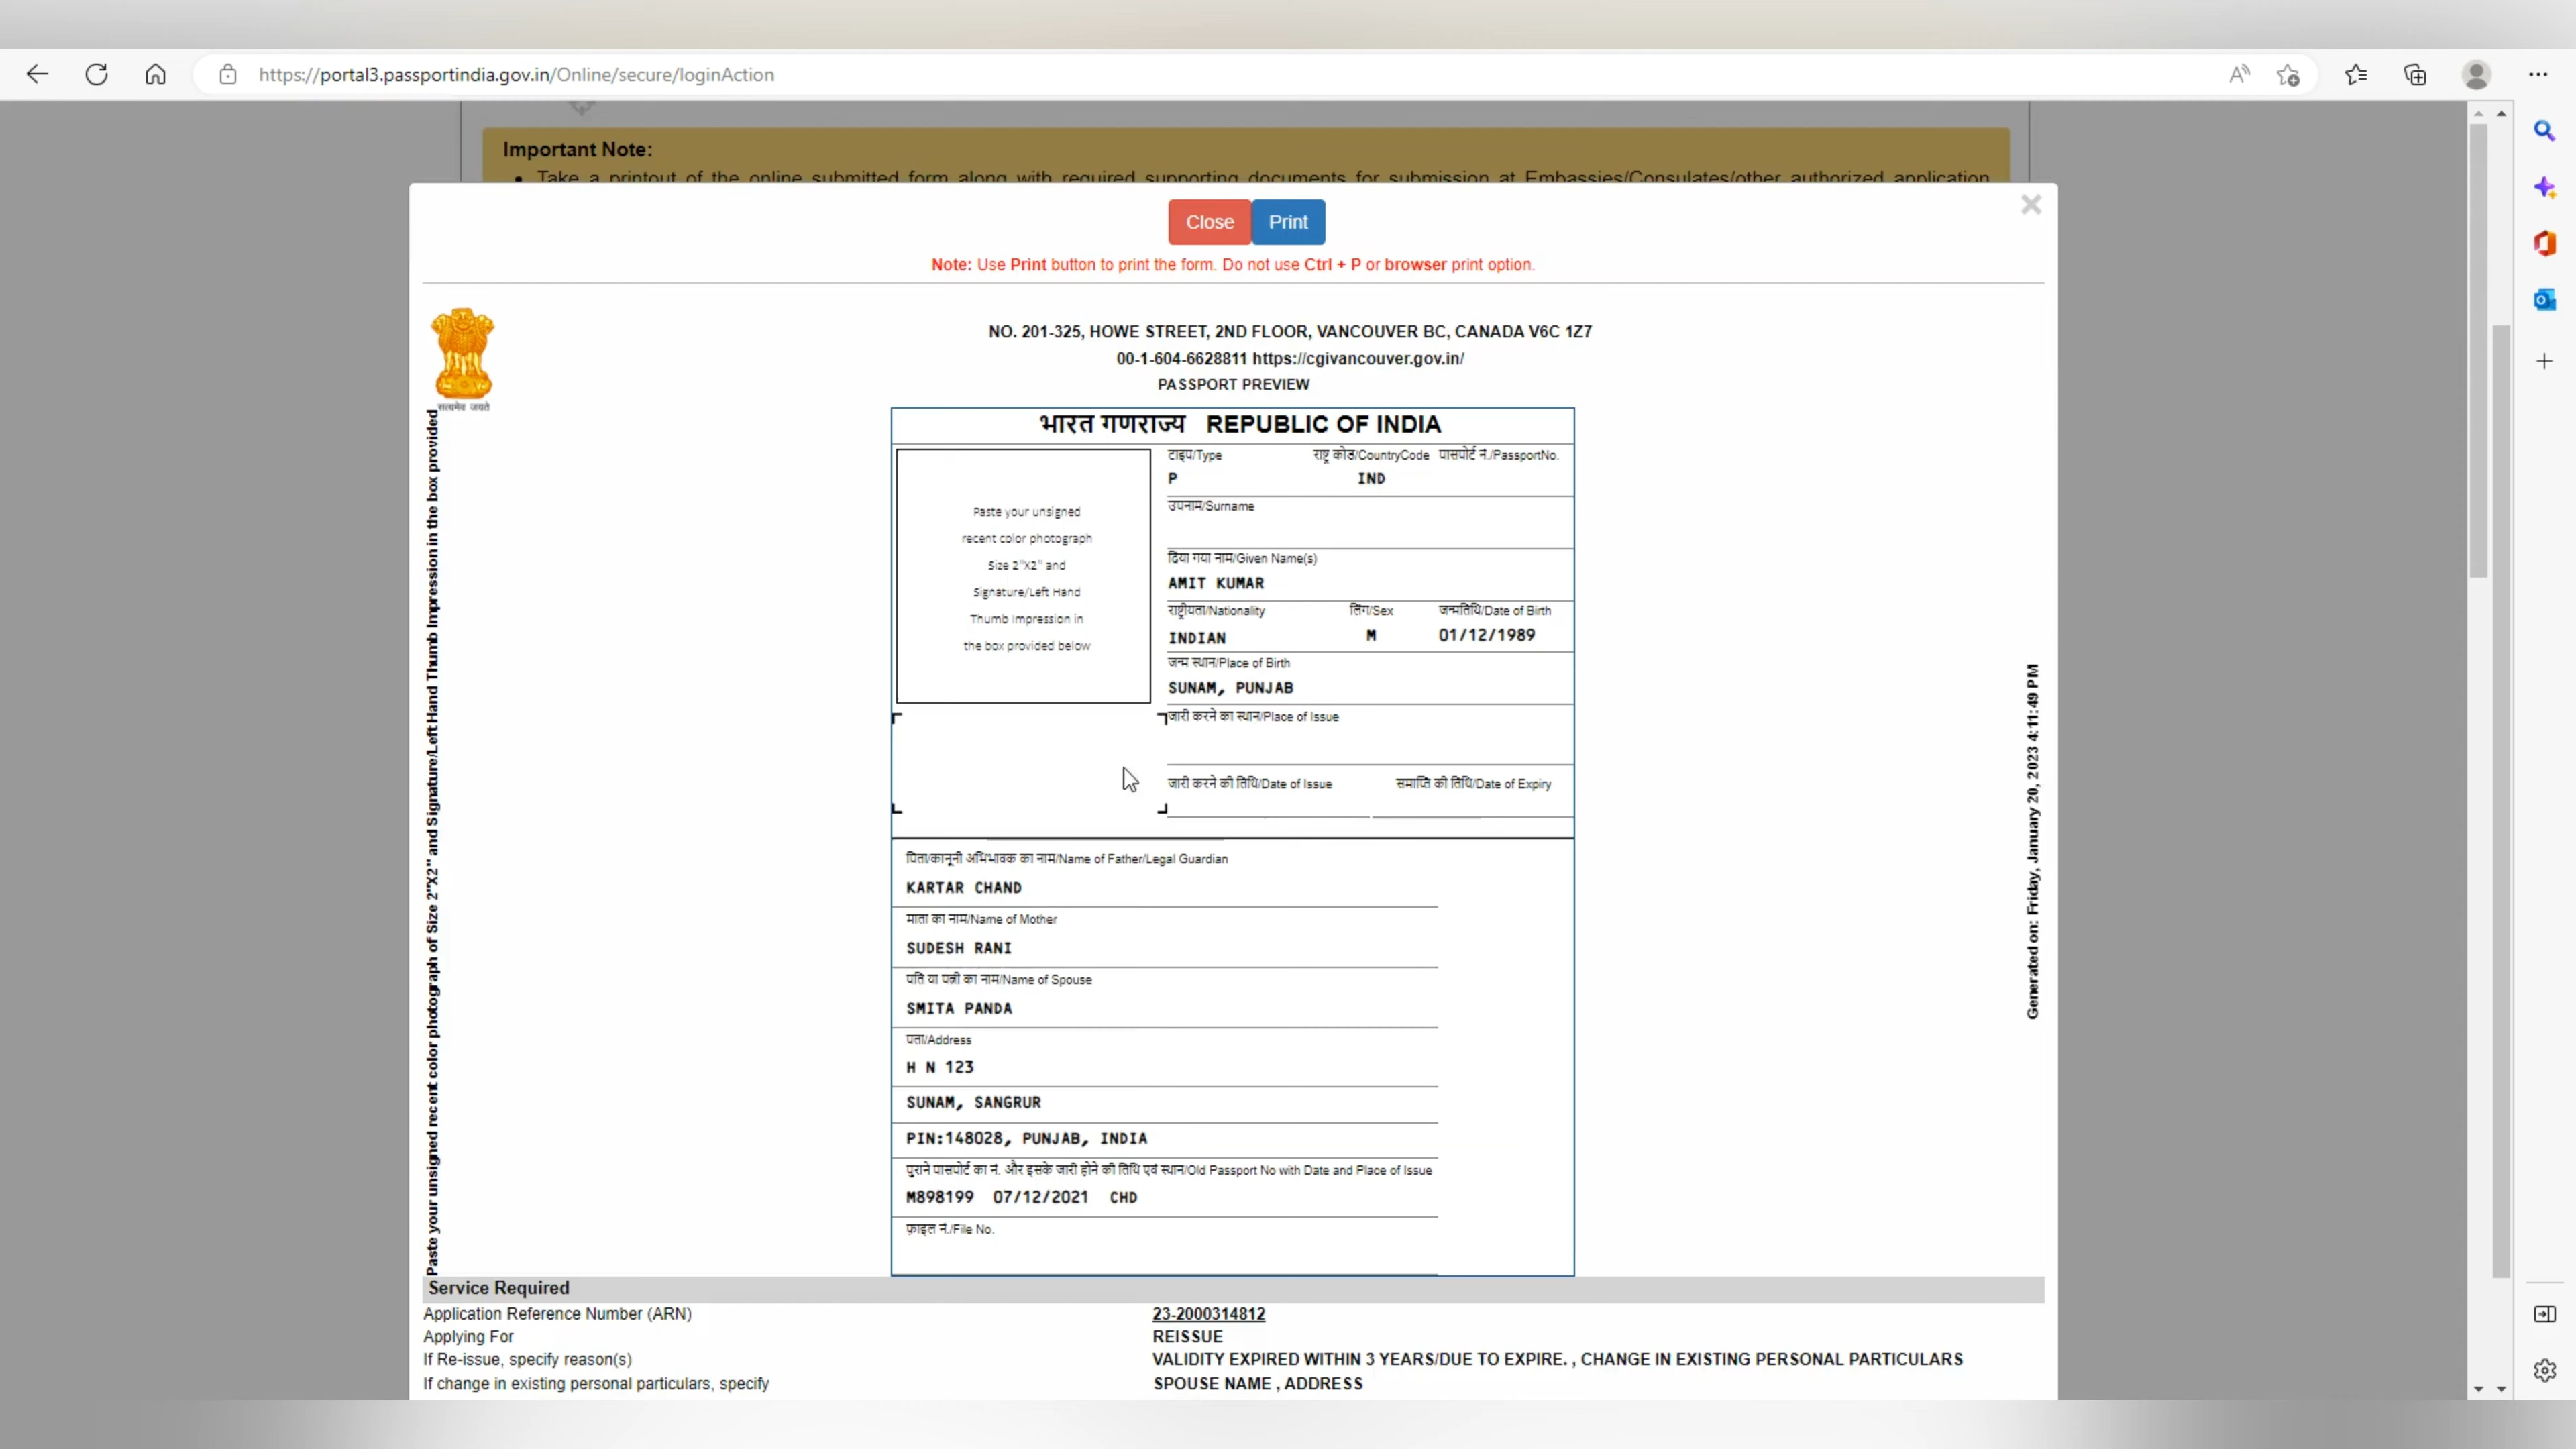 https://portal3.passportindia.gov.in/Online/secure/loginAction
Important Note:
Take a printout of the online submitted form along with required supporting documents for submission at Embassies/Consulates/other authorized application
Close Print
Note: Use Print button to print the form. Do not use Ctrl + P or browser print option.
सत्यमेव जयते
NO. 201-325, HOWE STREET, 2ND FLOOR, VANCOUVER BC, CANADA V6C 1Z7
00-1-604-6628811 https://cgivancouver.gov.in/
PASSPORT PREVIEW
भारत गणराज्य REPUBLIC OF INDIA
Paste your unsigned
recent color photograph
Size 2"X2" and
Signature/Left Hand
Thumb Impression in
the box provided below
टाइप/Type राष्ट्र कोड/CountryCode पासपोर्ट नं./PassportNo.
P IND
उपनाम/Surname
दिया गया नाम/Given Name(s)
AMIT KUMAR
राष्ट्रीयता/Nationality लिंग/Sex जन्मतिथि/Date of Birth
INDIAN M 01/12/1989
जन्म स्थान/Place of Birth
SUNAM, PUNJAB
जारी करने का स्थान/Place of Issue
जारी करने की तिथि/Date of Issue समाप्ति की तिथि/Date of Expiry
पिता/कानूनी अभिभावक का नाम/Name of Father/Legal Guardian
KARTAR CHAND
माता का नाम/Name of Mother
SUDESH RANI
पति या पत्नी का नाम/Name of Spouse
SMITA PANDA
पता/Address
H N 123
SUNAM, SANGRUR
PIN:148028, PUNJAB, INDIA
पुराने पासपोर्ट का नं. और इसके जारी होने की तिथि एवं स्थान/Old Passport No with Date and Place of Issue
M898199 07/12/2021 CHD
फ़ाइल नं./File No.
Paste your unsigned recent color photograph of Size 2"X2" and Signature/Left Hand Thumb Impression in the box provided
Generated on: Friday, January 20, 2023 4:11:49 PM
Service Required
Application Reference Number (ARN) 23-2000314812
Applying For REISSUE
If Re-issue, specify reason(s) VALIDITY EXPIRED WITHIN 3 YEARS/DUE TO EXPIRE. , CHANGE IN EXISTING PERSONAL PARTICULARS
If change in existing personal particulars, specify SPOUSE NAME , ADDRESS